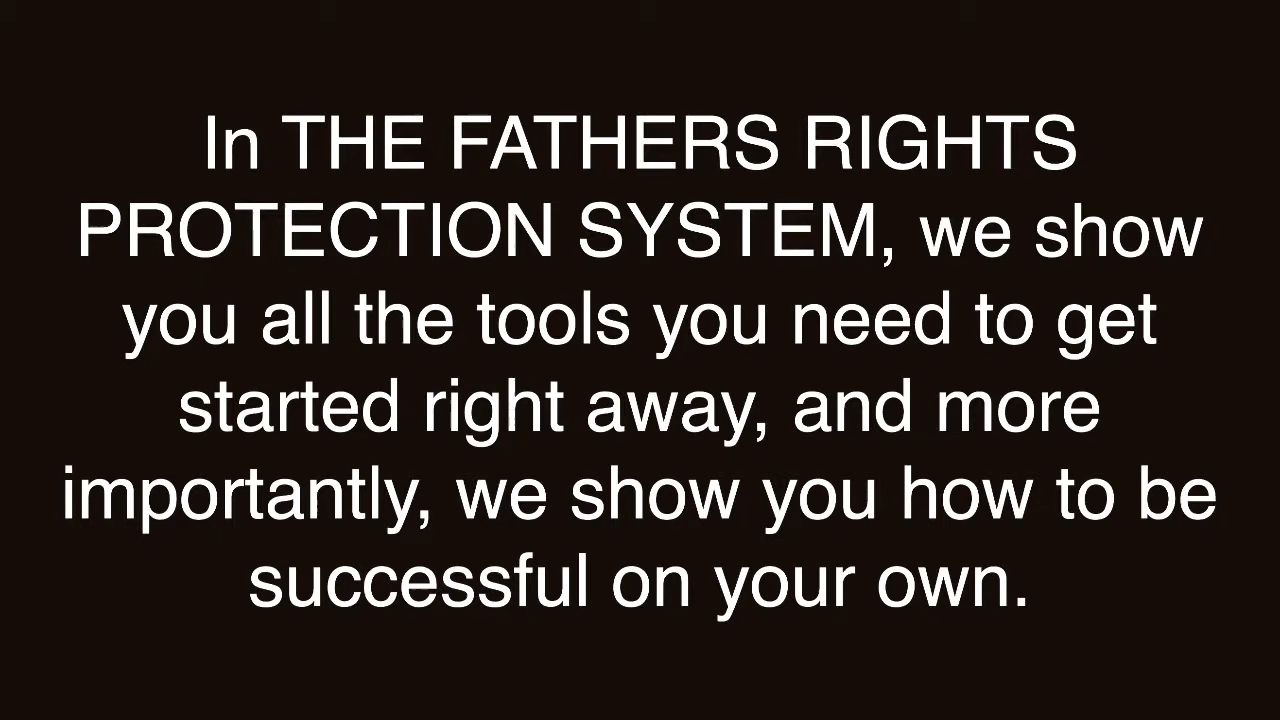 In THE FATHERS RIGHTS
PROTECTION SYSTEM, we show
you all the tools you need to get
started right away, and more
importantly, we show you how to be
successful on your own.